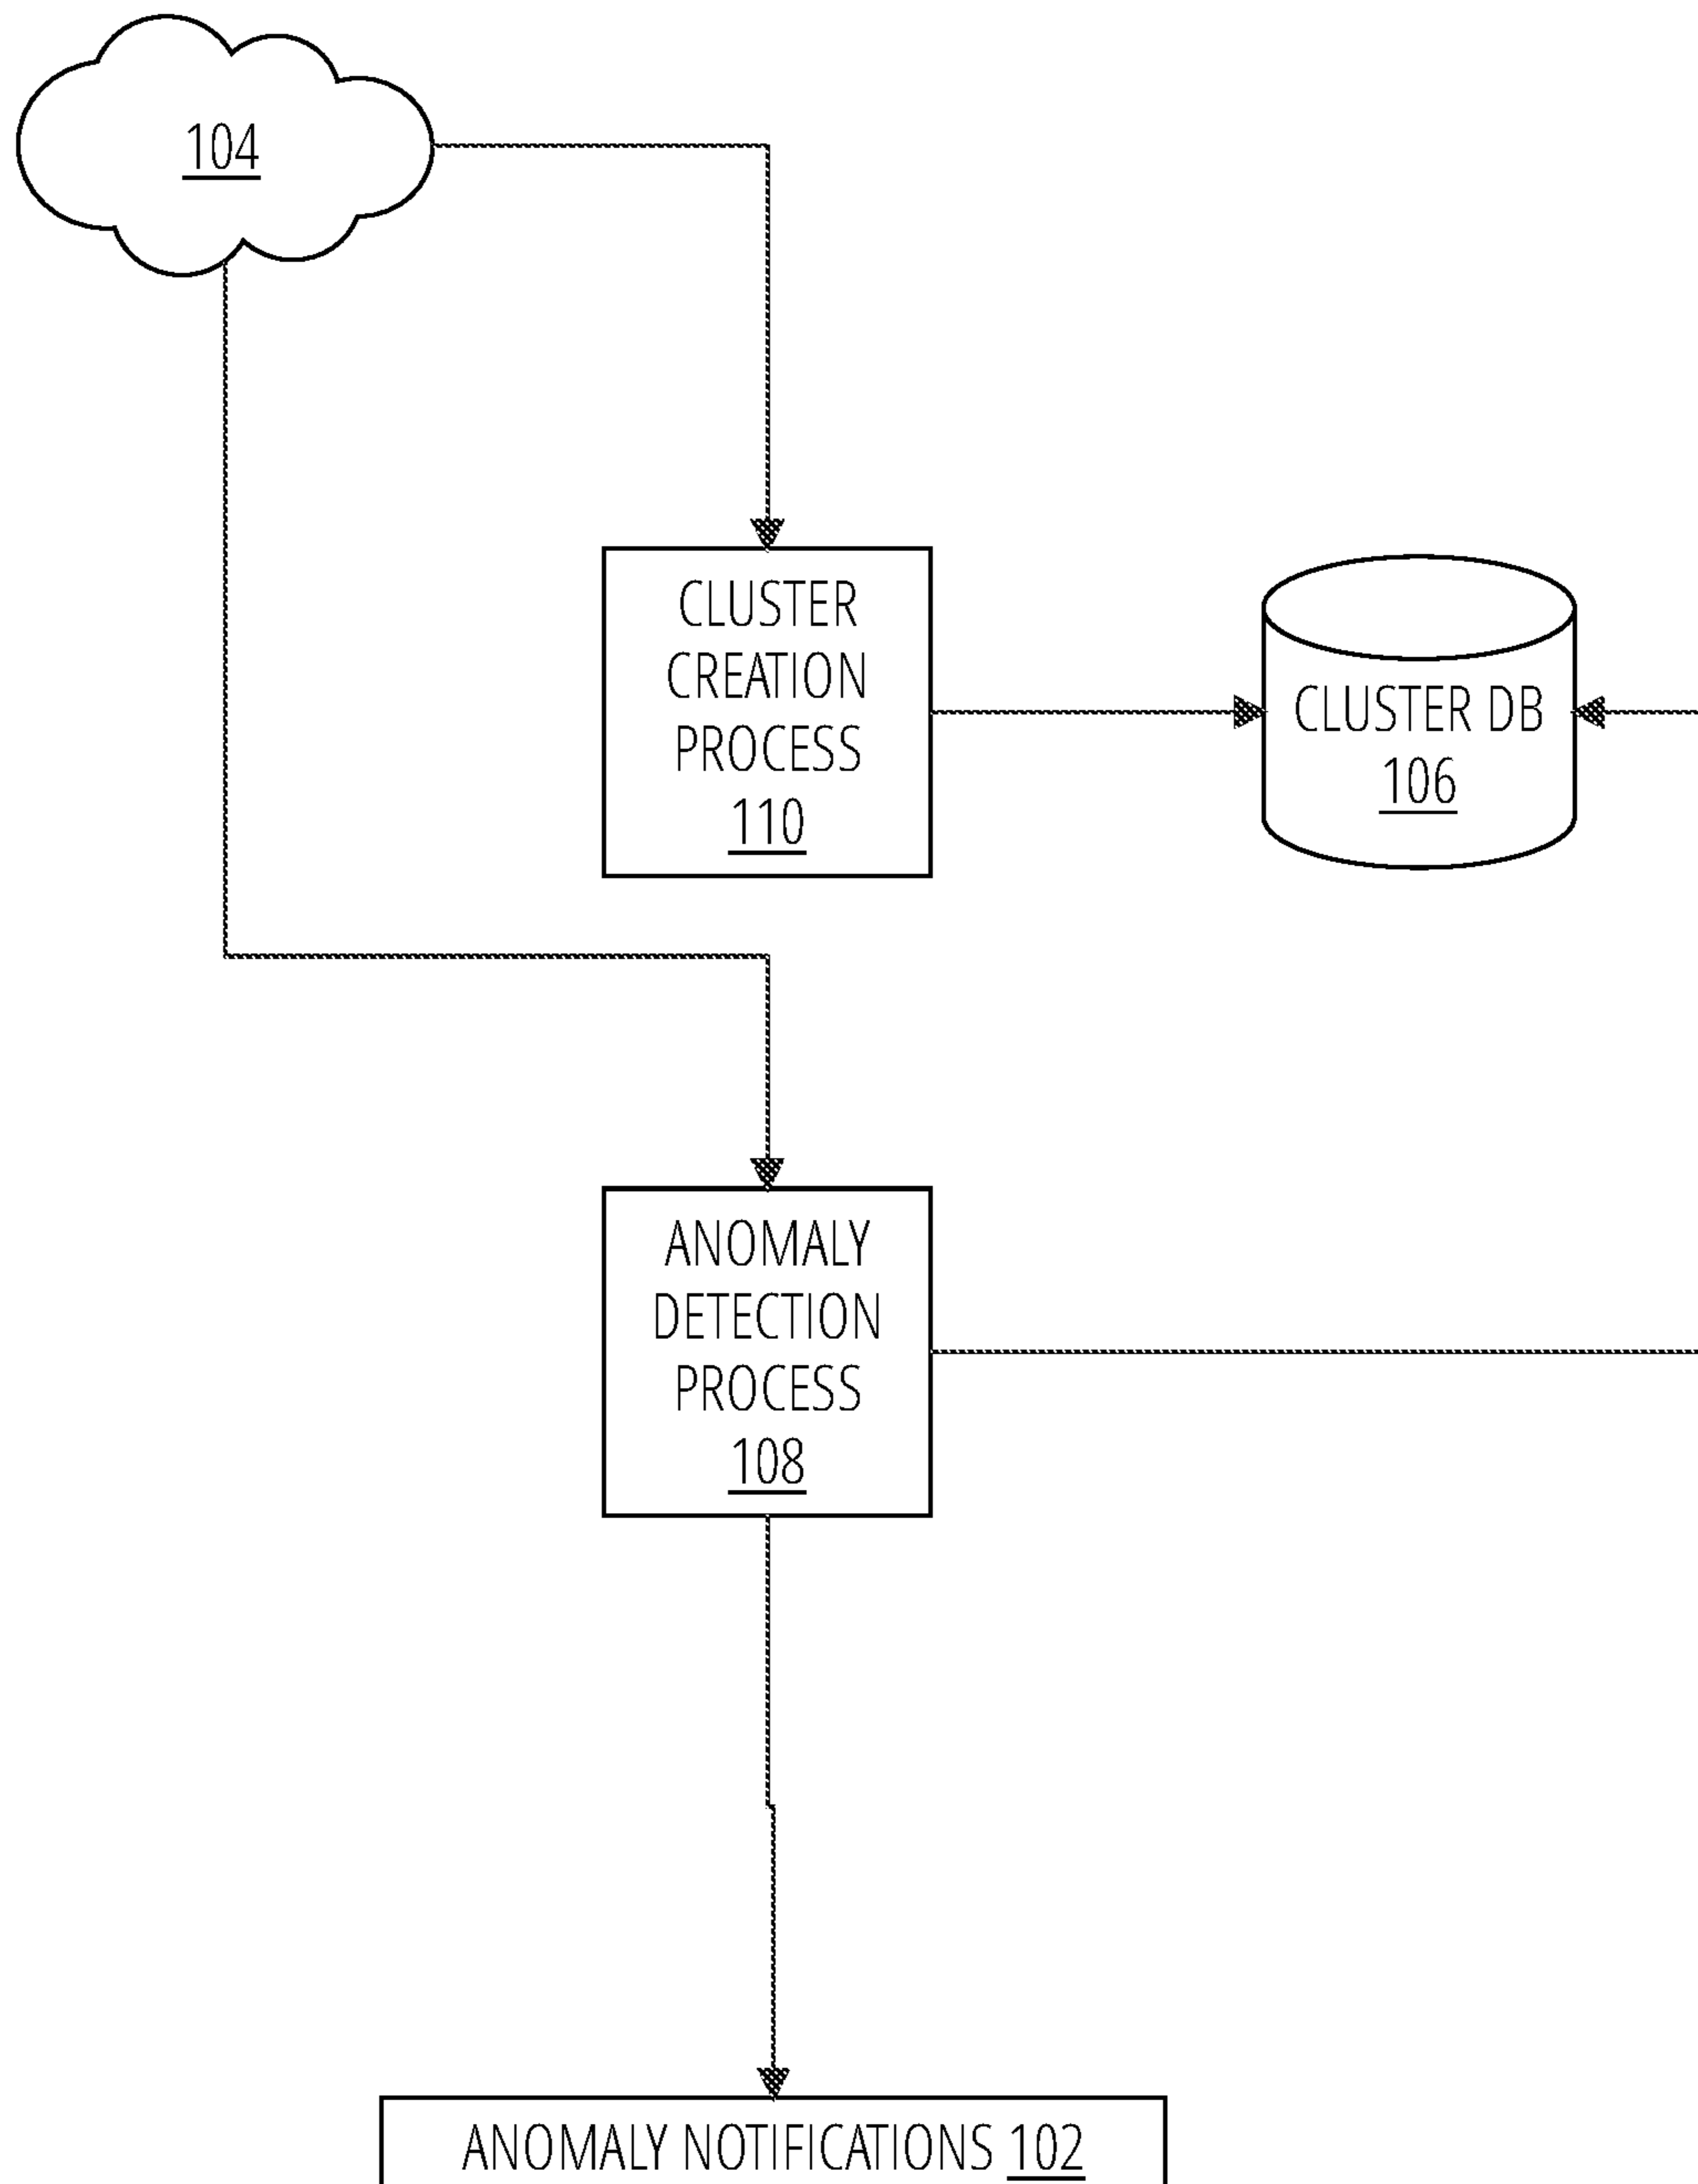 104
CLUSTER
CREATION
PROCESS
110
CLUSTER DB
106
ANOMALY
DETECTION
PROCESS
108
ANOMALY NOTIFICATIONS 102